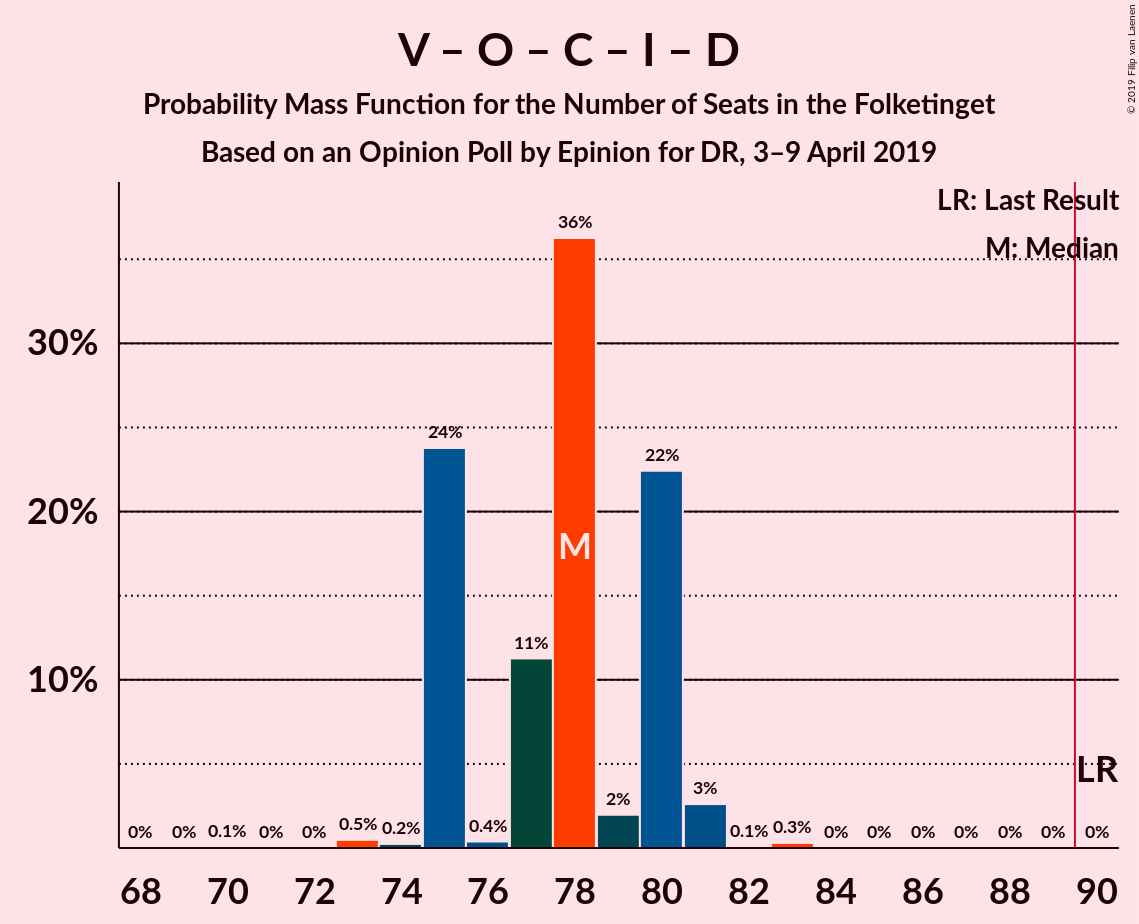 V – O – C – I – D
Probability Mass Function for the Number of Seats in the Folketinget
Based on an Opinion Poll by Epinion for DR, 3–9 April 2019
© 2019 Filip van Laenen
LR: Last Result
M: Median
36%
30%
24%
22%
20%
M
11%
10%
LR
0% 0% 0.1% 0% 0% 0.5% 0.2% 0.4% 2% 3% 0.1% 0.3% 0% 0% 0% 0% 0% 0% 0%
68 70 72 74 76 78 80 82 84 86 88 90